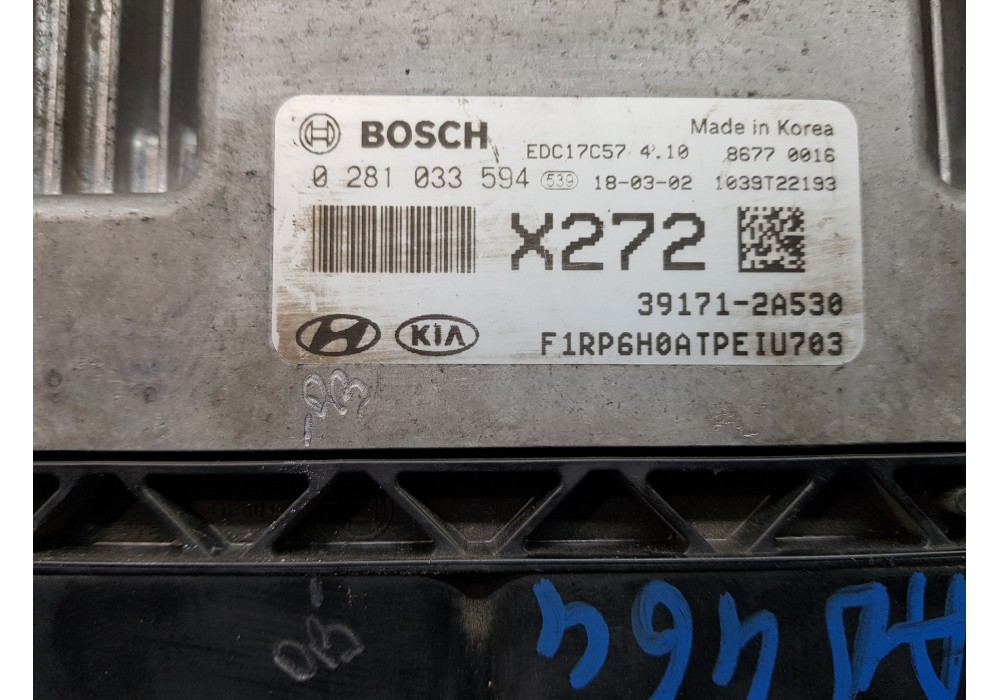 BOSCH
Made in Korea
EDC17C57 4.10 8677 0016
0 281 033 594 539 18-03-02 1039T22193
X272
39171-2A530
KIA
F1RP6H0ATPEIU703